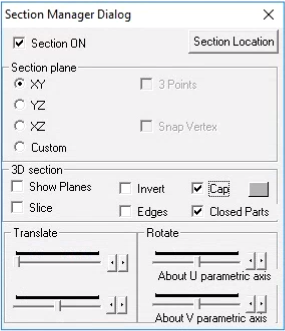 Section Manager Dialog
Section ON
Section Location
Section plane
XY
3 Points
YZ
XZ
Snap Vertex
Custom
3D section
Show Planes
Invert
Cap
Slice
Edges
Closed Parts
Translate
Rotate
About U parametric axis
About V parametric axis